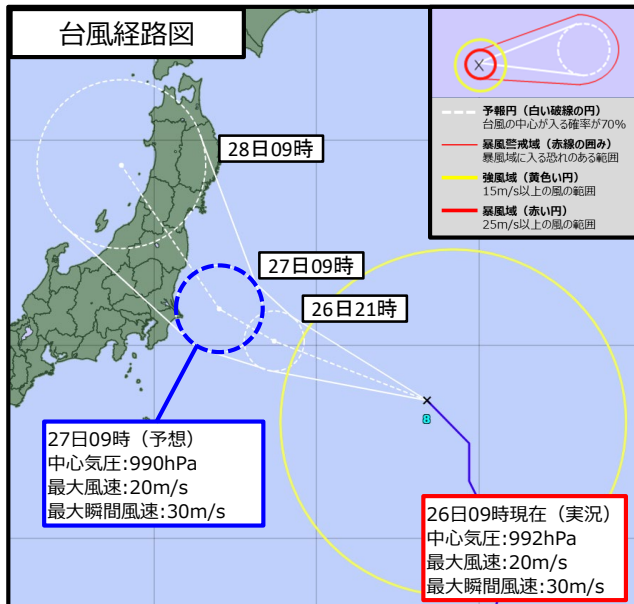 台風経路図
予報円（白い破線の円）
台風の中心が入る確率が70%
暴風警戒域（赤線の囲み）
暴風域に入る恐れのある範囲
強風域（黄色い円）
15m/s以上の風の範囲
暴風域（赤い円）
25m/s以上の風の範囲
28日09時
27日09時
26日21時
8
27日09時（予想）
中心気圧:990hPa
最大風速:20m/s
最大瞬間風速:30m/s
26日09時現在（実況）
中心気圧:992hPa
最大風速:20m/s
最大瞬間風速:30m/s